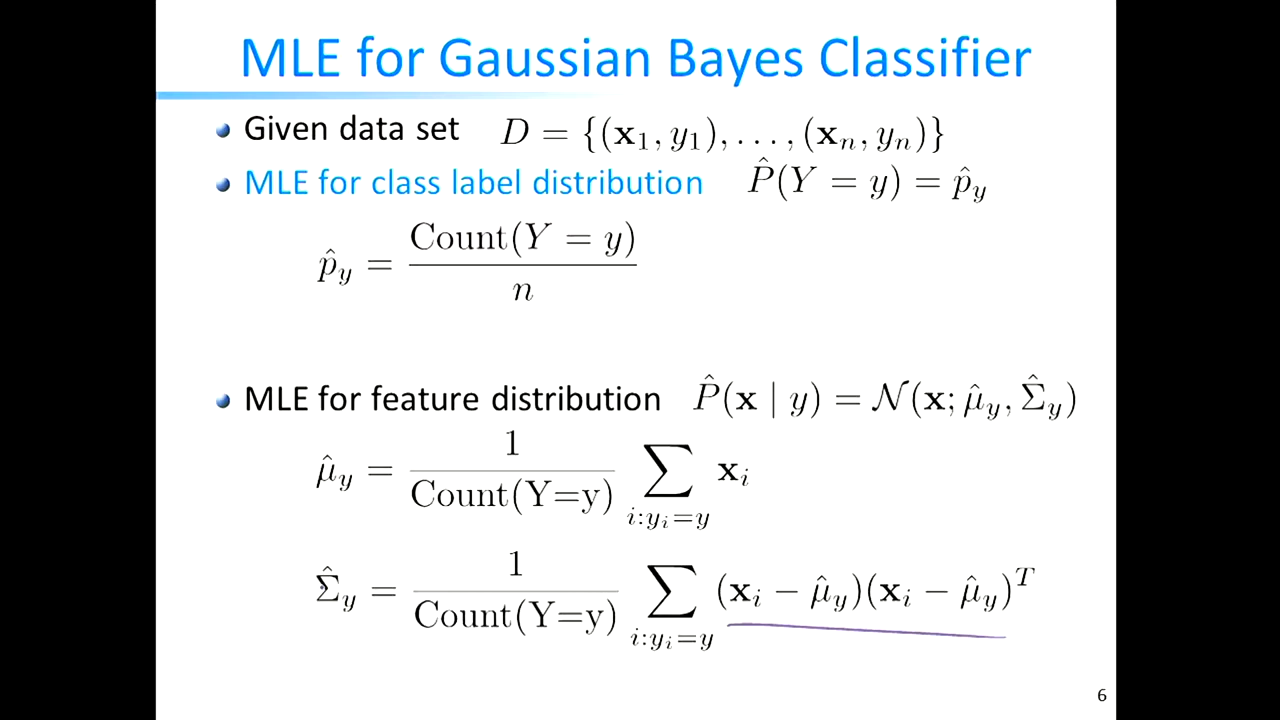 MLE for Gaussian Bayes Classifier
Given data set D = {(x₁, y₁), . . . , (xₙ, yₙ)}
MLE for class label distribution P̂(Y = y) = p̂_y
p̂_y = Count(Y = y) / n
MLE for feature distribution P̂(x | y) = 𝒩(x; μ̂_y, Σ̂_y)
μ̂_y = 1 / Count(Y=y) ∑_{i:y_i=y} x_i
Σ̂_y = 1 / Count(Y=y) ∑_{i:y_i=y} (x_i − μ̂_y)(x_i − μ̂_y)^T
6